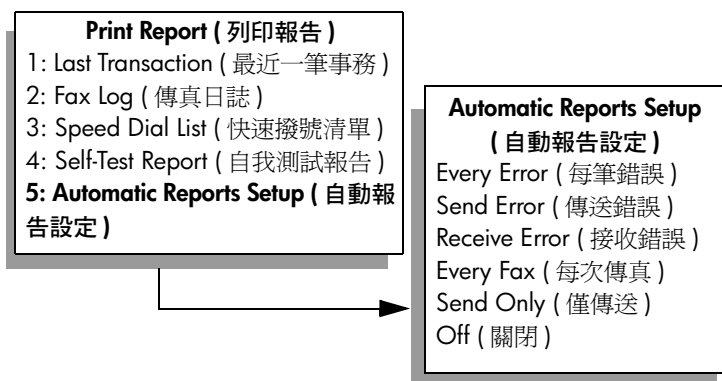 Print Report ( 列印報告 )
1: Last Transaction ( 最近一筆事務 )
2: Fax Log ( 傳真日誌 )
3: Speed Dial List ( 快速撥號清單 )
4: Self-Test Report ( 自我測試報告 )
5: Automatic Reports Setup ( 自動報
告設定 )
Automatic Reports Setup
( 自動報告設定 )
Every Error ( 每筆錯誤 )
Send Error ( 傳送錯誤 )
Receive Error ( 接收錯誤 )
Every Fax ( 每次傳真 )
Send Only ( 僅傳送 )
Off ( 關閉 )